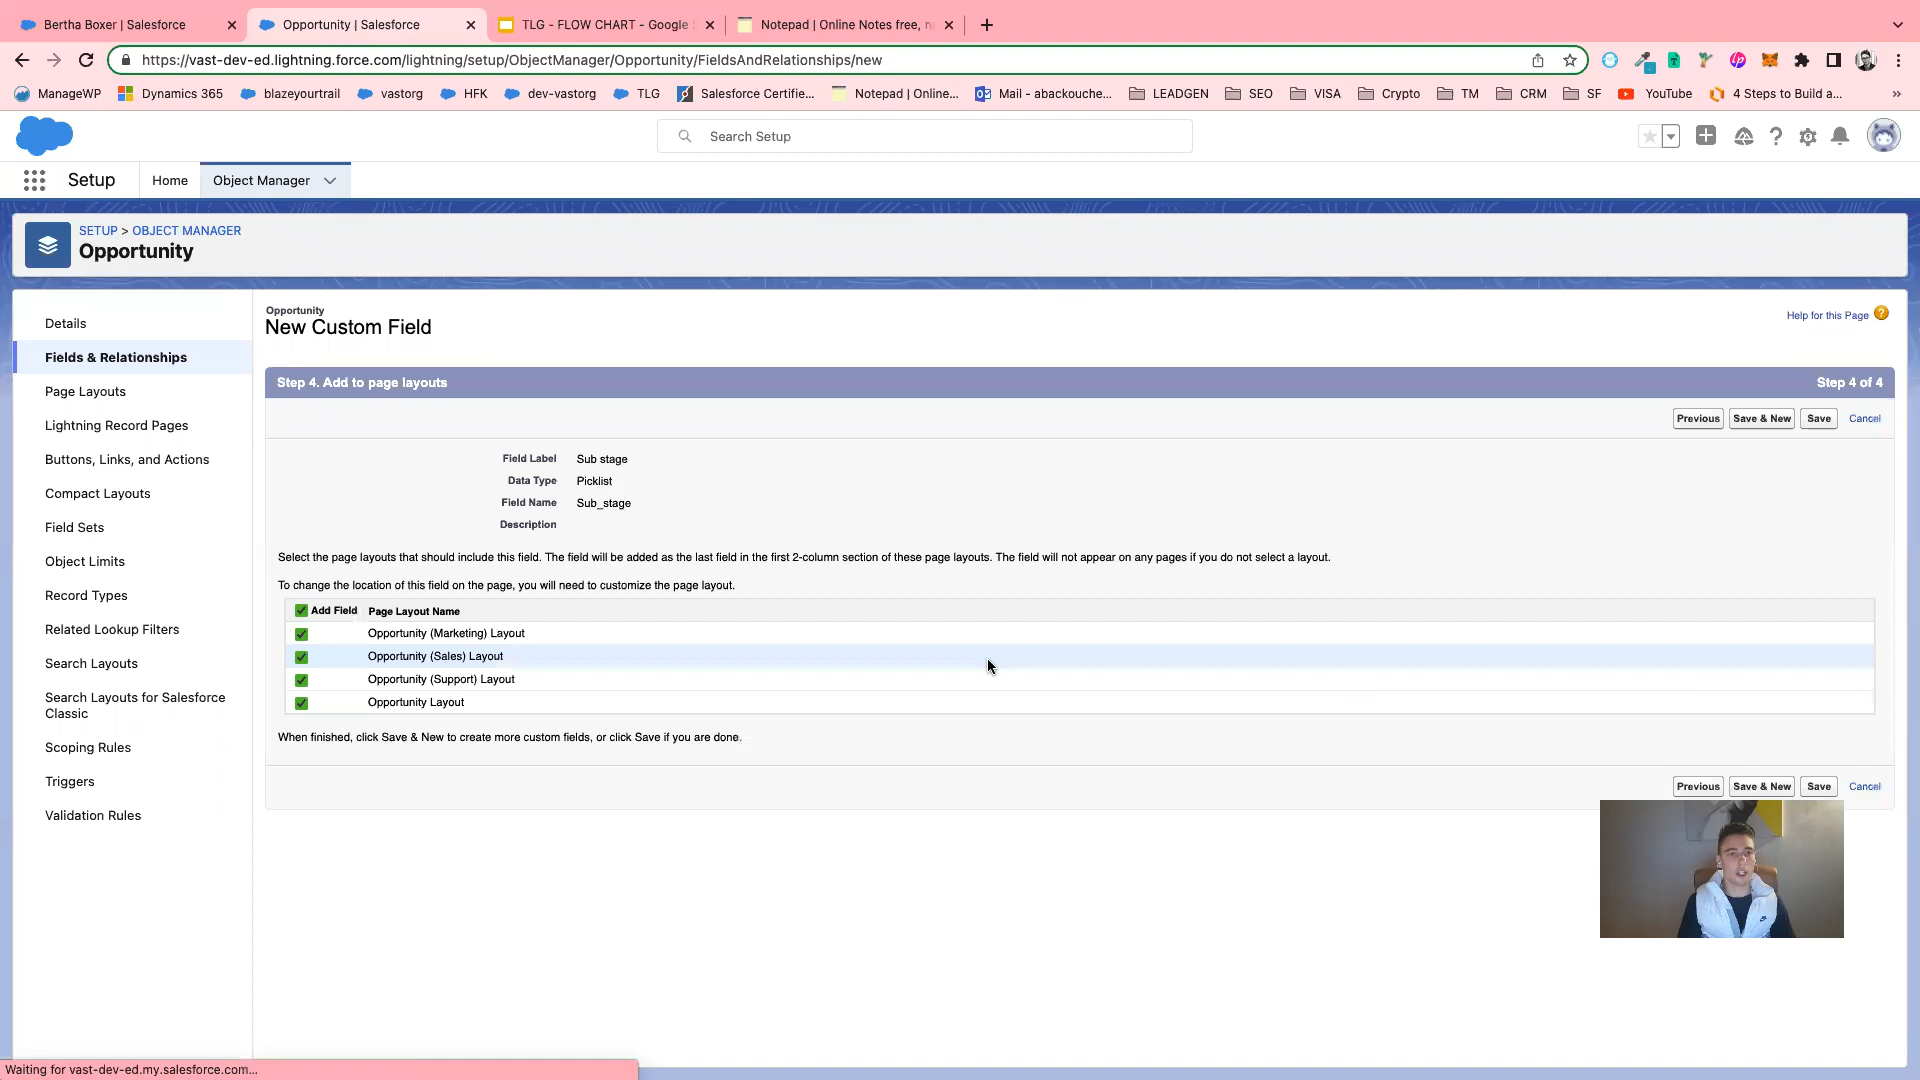 Bertha Boxer | Salesforce
Opportunity | Salesforce
TLG - FLOW CHART - Google
Notepad | Online Notes free, n
https://vast-dev-ed.lightning.force.com/lightning/setup/ObjectManager/Opportunity/FieldsAndRelationships/new
ManageWP
Dynamics 365
blazeyourtrail
vastorg
HFK
dev-vastorg
TLG
Salesforce Certifie...
Notepad | Online...
Mail - abackouche...
LEADGEN
SEO
VISA
Crypto
TM
CRM
SF
YouTube
4 Steps to Build a...
Search Setup
Setup
Home
Object Manager
SETUP > OBJECT MANAGER
Opportunity
Details
Fields & Relationships
Page Layouts
Lightning Record Pages
Buttons, Links, and Actions
Compact Layouts
Field Sets
Object Limits
Record Types
Related Lookup Filters
Search Layouts
Search Layouts for Salesforce
Classic
Scoping Rules
Triggers
Validation Rules
Opportunity
New Custom Field
Help for this Page
Step 4. Add to page layouts
Step 4 of 4
Previous
Save & New
Save
Cancel
Field Label Sub stage
Data Type Picklist
Field Name Sub_stage
Description
Select the page layouts that should include this field. The field will be added as the last field in the first 2-column section of these page layouts. The field will not appear on any pages if you do not select a layout.
To change the location of this field on the page, you will need to customize the page layout.
Add Field Page Layout Name
Opportunity (Marketing) Layout
Opportunity (Sales) Layout
Opportunity (Support) Layout
Opportunity Layout
When finished, click Save & New to create more custom fields, or click Save if you are done.
Previous
Save & New
Save
Cancel
Waiting for vast-dev-ed.my.salesforce.com...